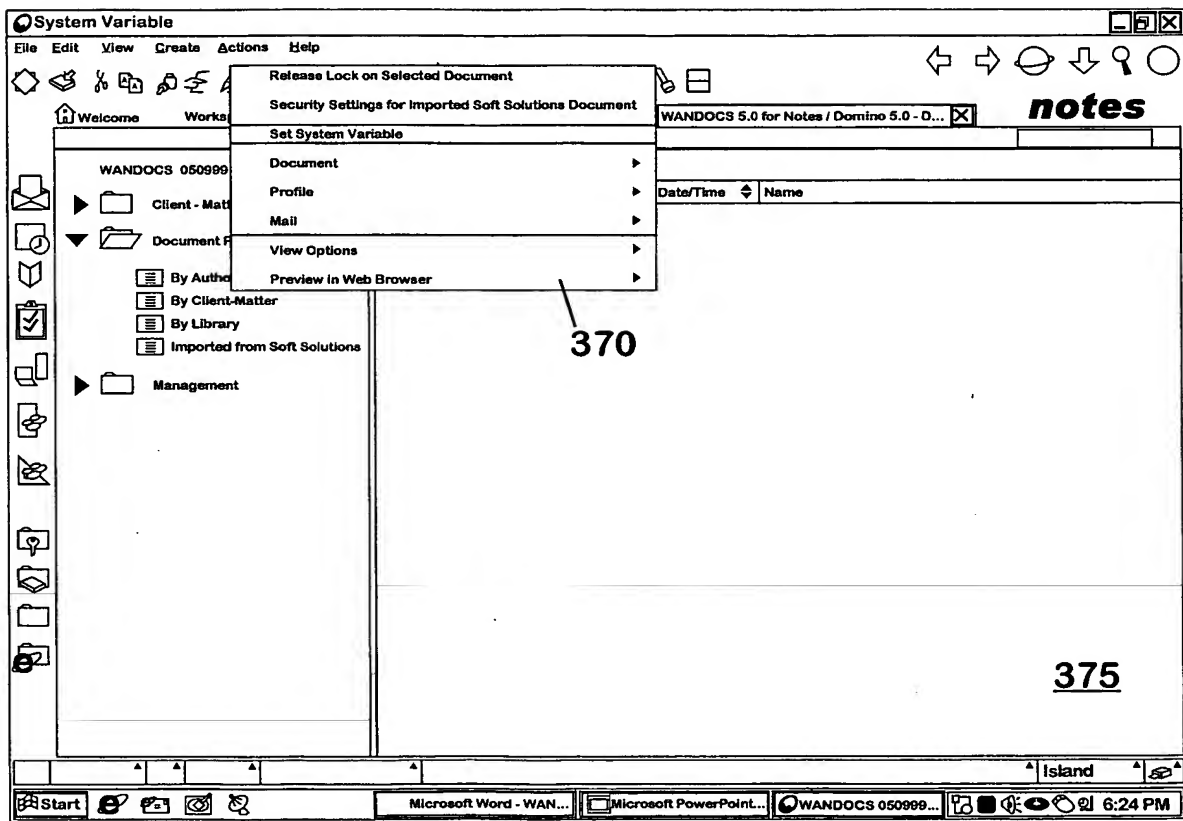 System Variable
File Edit View Create Actions Help
Release Lock on Selected Document
Security Settings for Imported Soft Solutions Document
Set System Variable
Document
Profile
Mail
View Options
Preview in Web Browser
notes
Welcome
WANDOCS 5.0 for Notes / Domino 5.0 - D...
WANDOCS 050999
Date/Time Name
Client - Matt
Document
By Autho
By Client-Matter
By Library
Imported from Soft Solutions
Management
370
375
Island
Start Microsoft Word - WAN... Microsoft PowerPoint... WANDOCS 050999... 6:24 PM